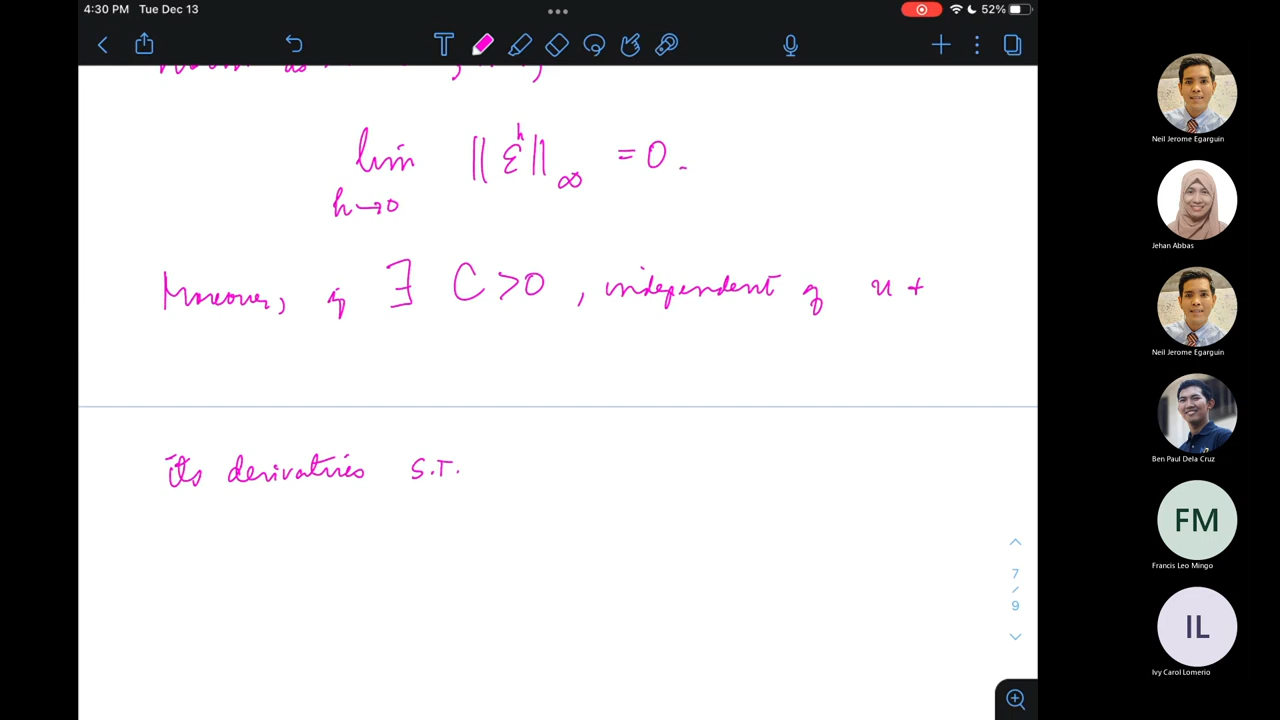 4:30 PM Tue Dec 13
52%
lim ||ε^h||_∞ = 0.
h→0
Moreover, if ∃ C > 0, independent of u +
its derivatives S.T.
7
/
9
Neil Jerome Egarguin
Jehan Abbas
Neil Jerome Egarguin
Ben Paul Dela Cruz
FM
Francis Leo Mingo
IL
Ivy Carol Lomerio